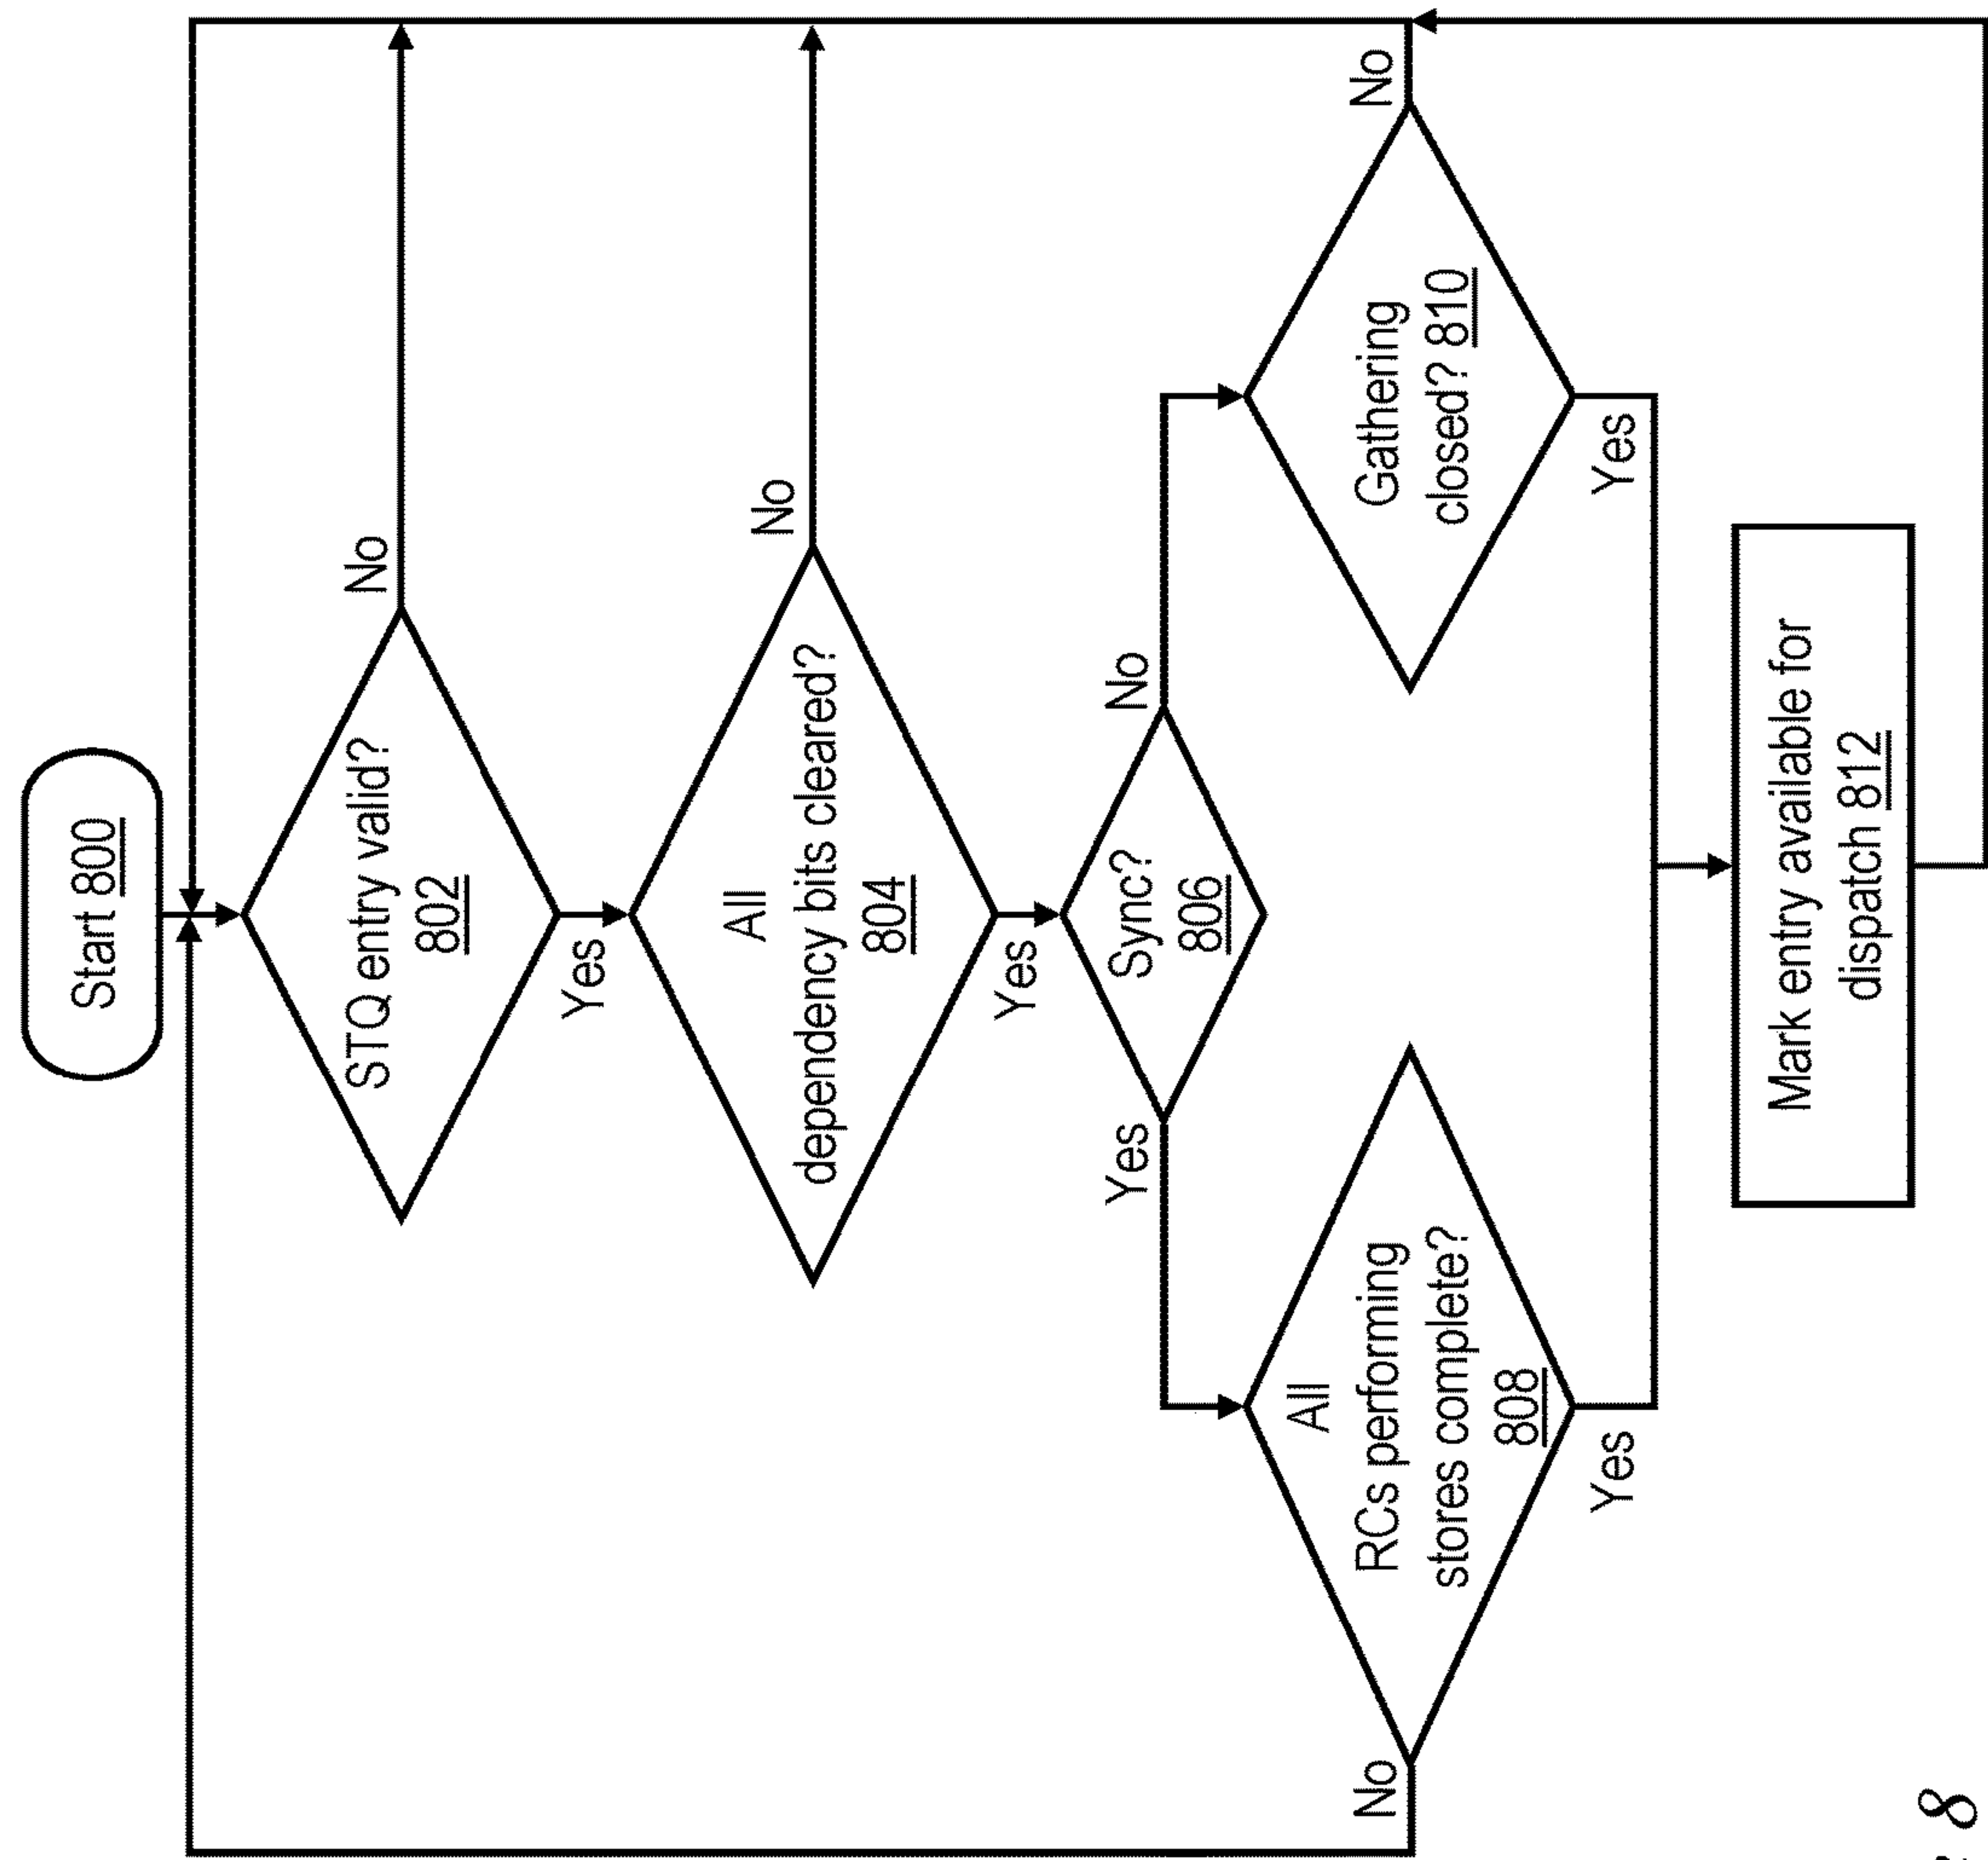 Start 800
STQ entry valid?
802
No
Yes
All
dependency bits cleared?
804
No
Yes
Sync?
806
Yes
No
All
RCs performing
stores complete?
808
No
Yes
Gathering
closed? 810
No
Yes
Mark entry available for
dispatch 812
8